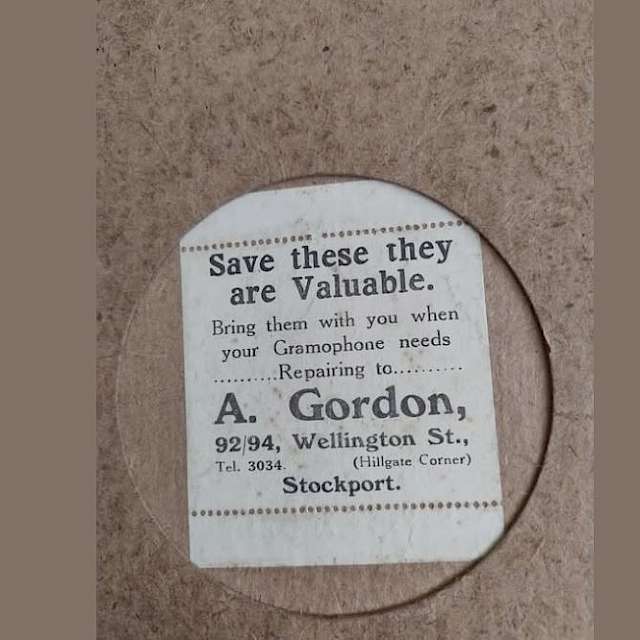 Save these they
are Valuable.
Bring them with you when
your Gramophone needs
..........Repairing to..........
A. Gordon,
92/94, Wellington St.,
Tel. 3034. (Hillgate Corner)
Stockport.